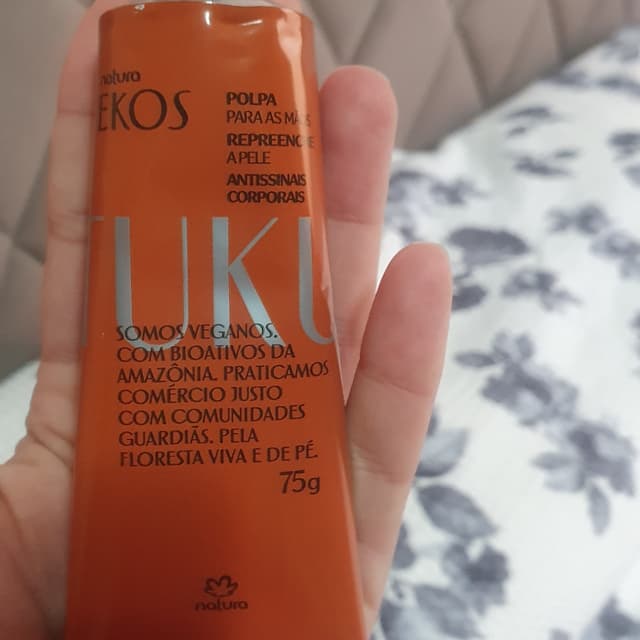 natura
EKOS
POLPA
PARA AS MÃOS
REPREENCHE
A PELE
ANTISSINAIS
CORPORAIS
TUKU
SOMOS VEGANOS.
COM BIOATIVOS DA
AMAZÔNIA. PRATICAMOS
COMÉRCIO JUSTO
COM COMUNIDADES
GUARDIÃS. PELA
FLORESTA VIVA E DE PÉ.
75g
natura